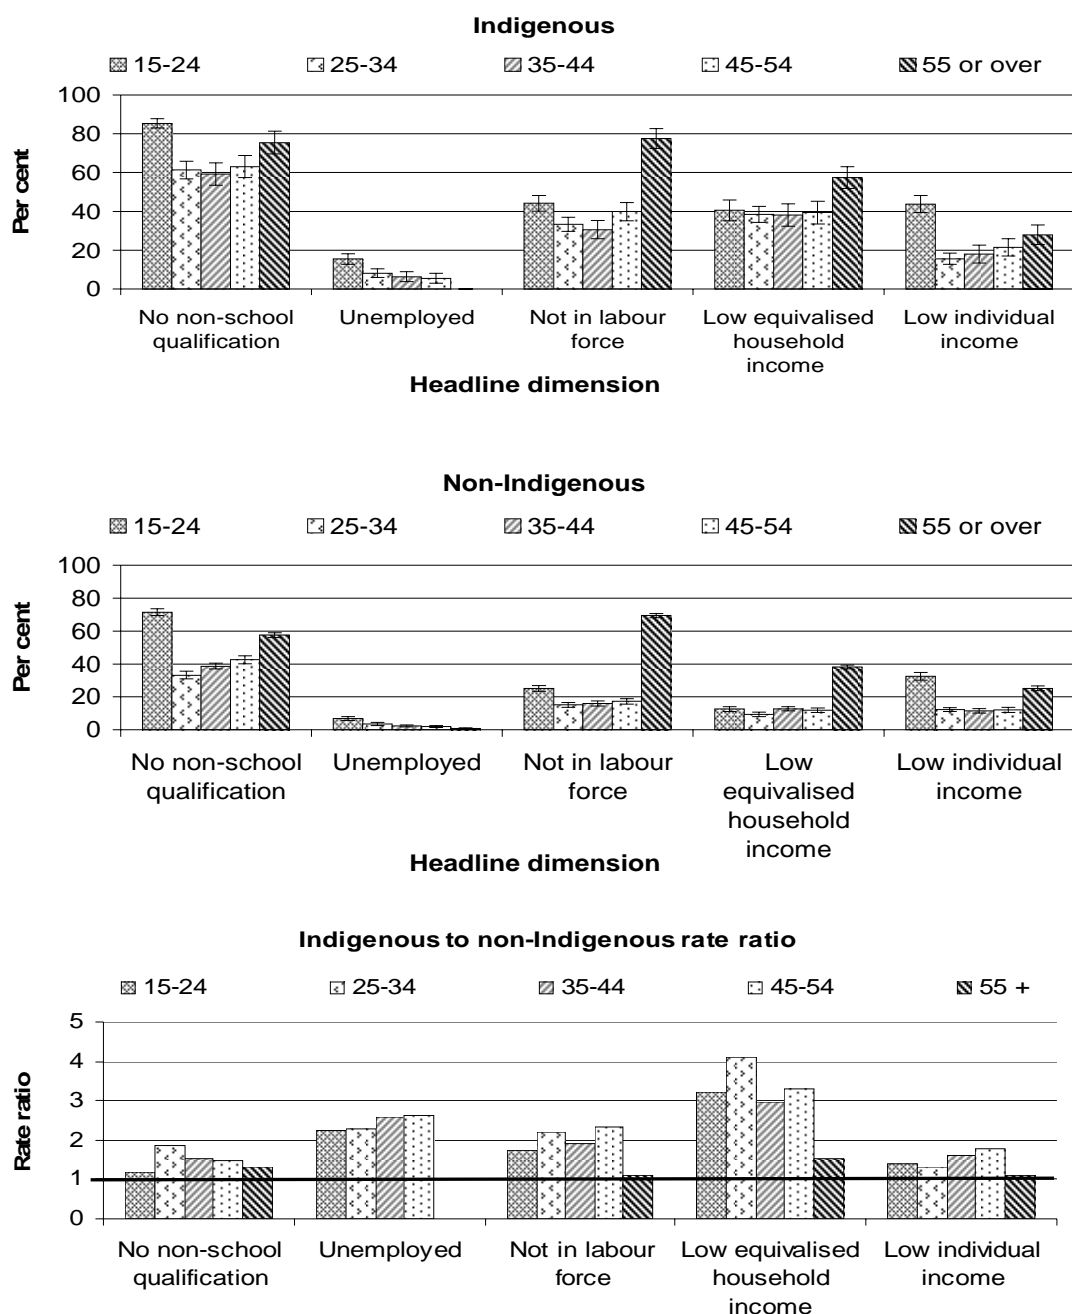 Indigenous
15-24 25-34 35-44 45-54 55 or over
Per cent
100
80
60
40
20
0
No non-school qualification
Unemployed
Not in labour force
Low equivalised household income
Low individual income
Headline dimension
Non-Indigenous
15-24 25-34 35-44 45-54 55 or over
Per cent
100
80
60
40
20
0
No non-school qualification
Unemployed
Not in labour force
Low equivalised household income
Low individual income
Headline dimension
Indigenous to non-Indigenous rate ratio
15-24 25-34 35-44 45-54 55 +
Rate ratio
5
4
3
2
1
0
No non-school qualification
Unemployed
Not in labour force
Low equivalised household income
Low individual income